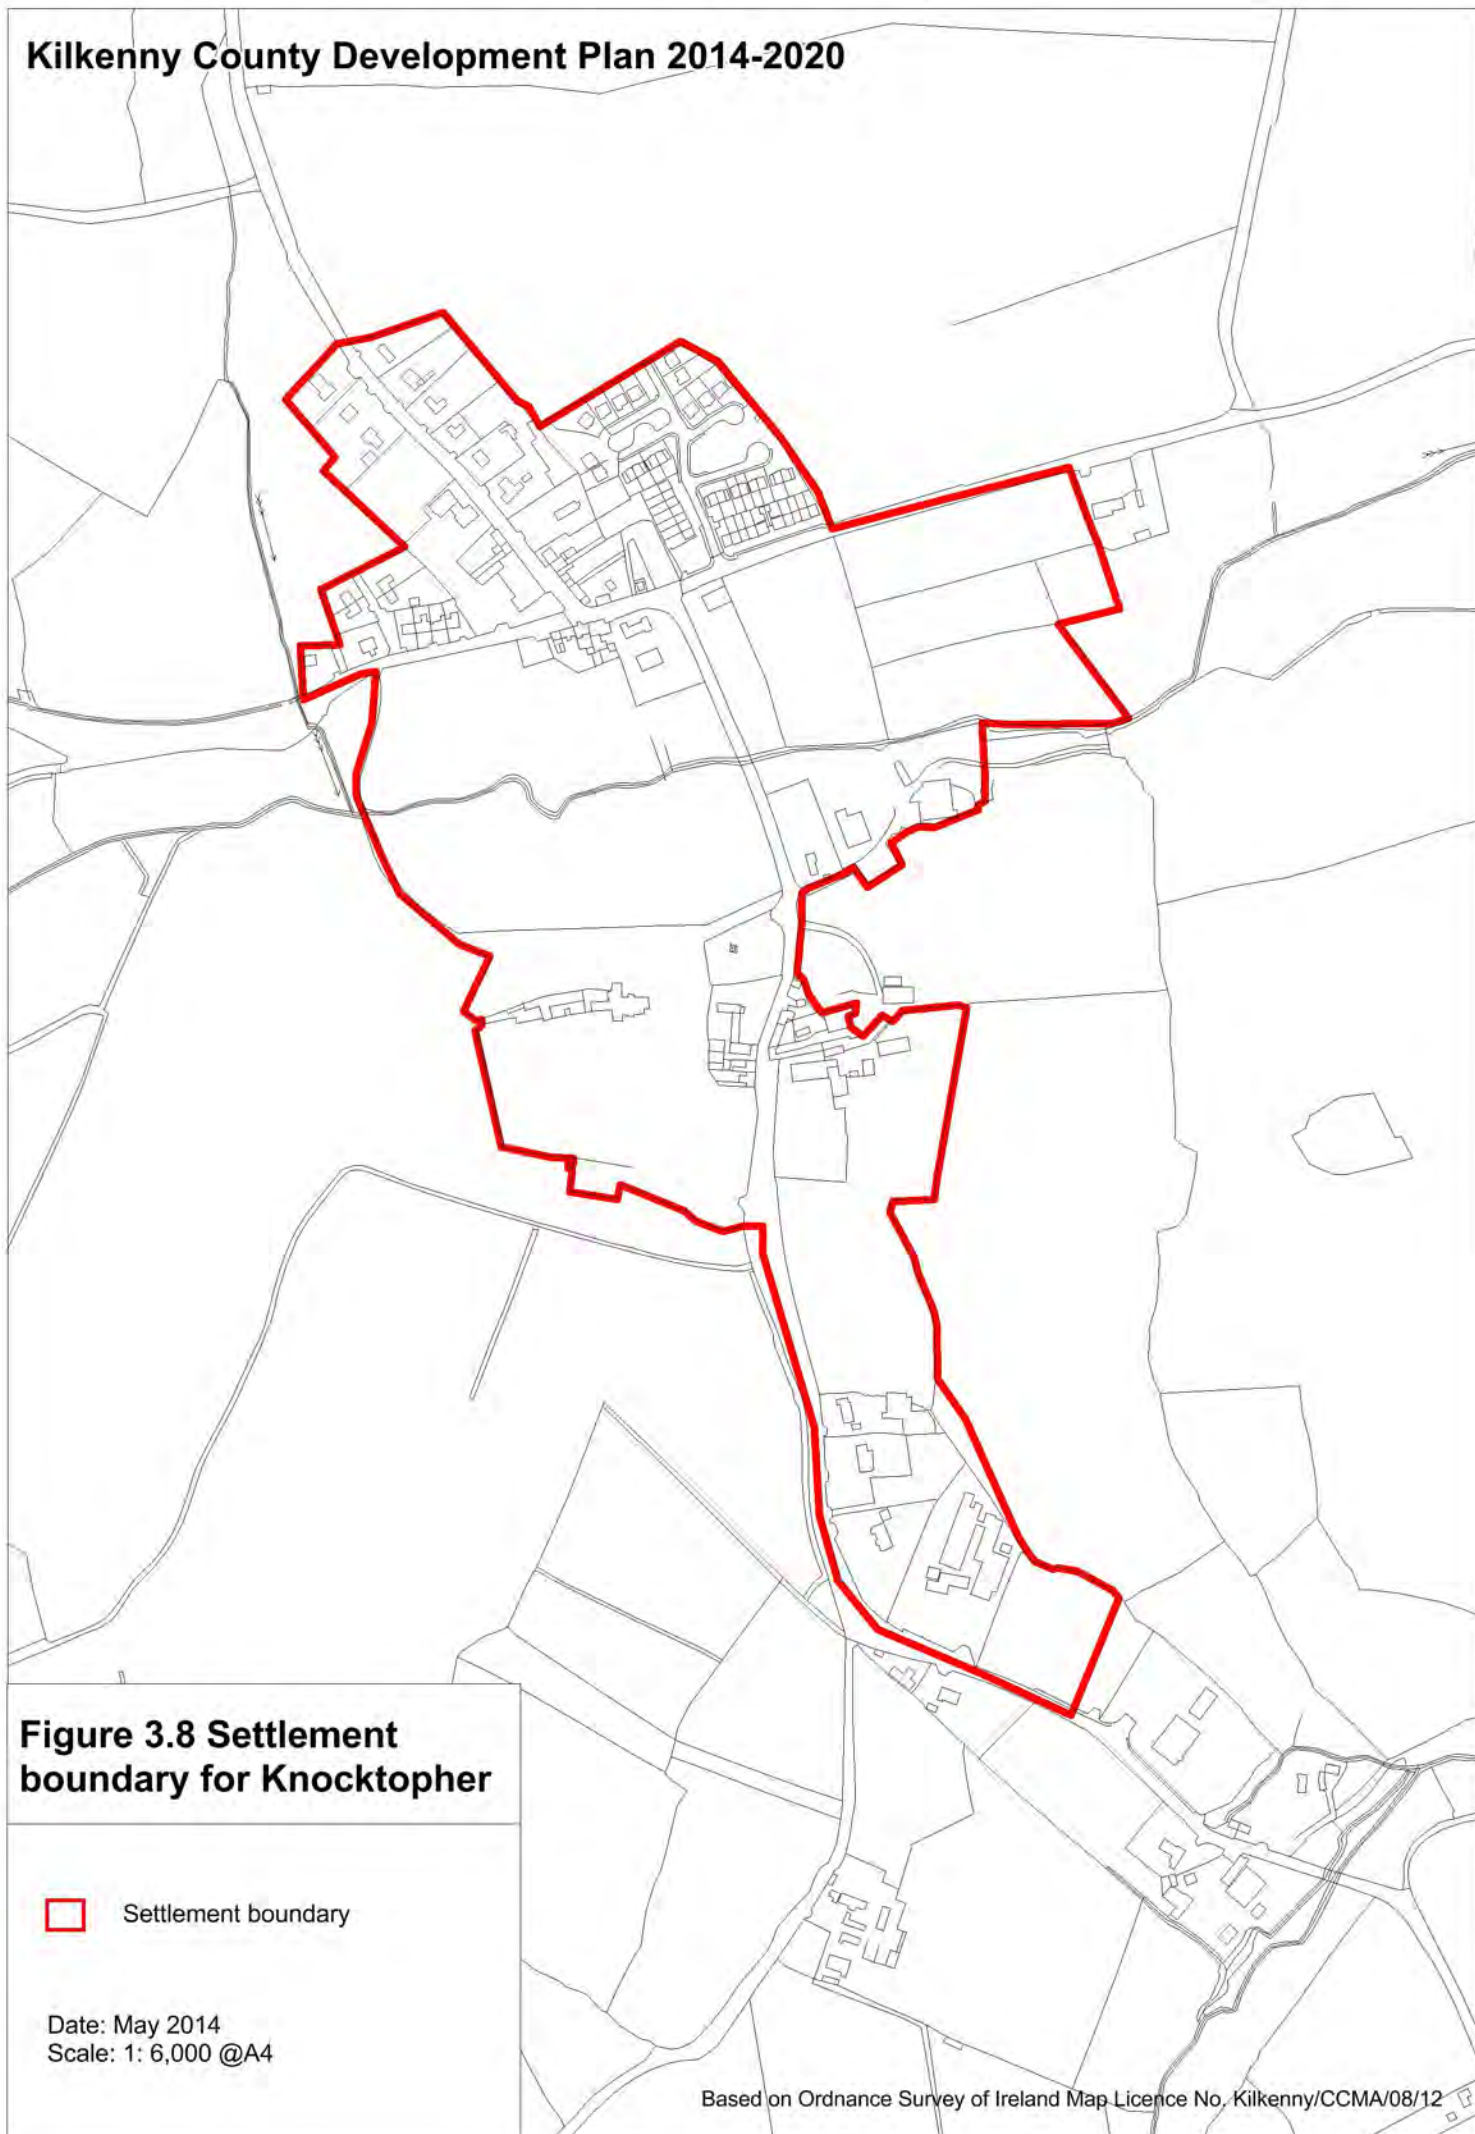 Kilkenny County Development Plan 2014-2020
Figure 3.8 Settlement
boundary for Knocktopher
Settlement boundary
Date: May 2014
Scale: 1: 6,000 @A4
Based on Ordnance Survey of Ireland Map Licence No. Kilkenny/CCMA/08/12